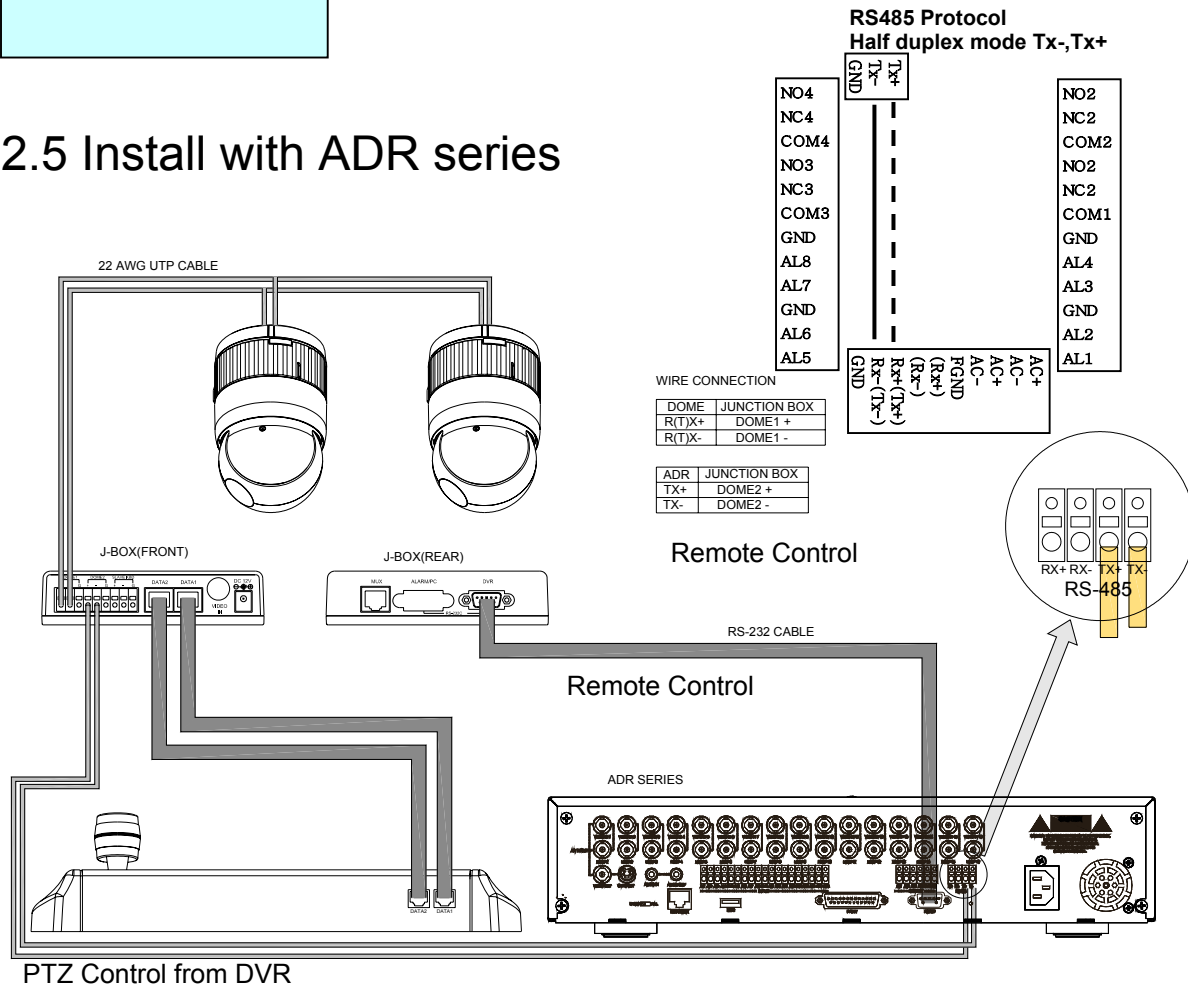 RS485 Protocol
Half duplex mode Tx-,Tx+
GND
Tx-
Tx+
NO4
NC4
COM4
NO3
NC3
COM3
GND
AL8
AL7
GND
AL6
AL5
NO2
NC2
COM2
NO2
NC2
COM1
GND
AL4
AL3
GND
AL2
AL1
GND
Rx-(Tx-)
Rx+(Tx+)
(Rx-)
(Rx+)
FGND
AC-
AC+
AC-
AC+
2.5 Install with ADR series
22 AWG UTP CABLE
WIRE CONNECTION
DOME JUNCTION BOX
R(T)X+ DOME1 +
R(T)X- DOME1 -
ADR JUNCTION BOX
TX+ DOME2 +
TX- DOME2 -
Remote Control
RX+ RX- TX+ TX-
RS-485
J-BOX(FRONT)
DATA2 DATA1
DC 12V
VIDEO
IN
J-BOX(REAR)
MUX ALARM/PC DVR
RS-232C
RS-232 CABLE
Remote Control
ADR SERIES
DATA2 DATA1
PTZ Control from DVR